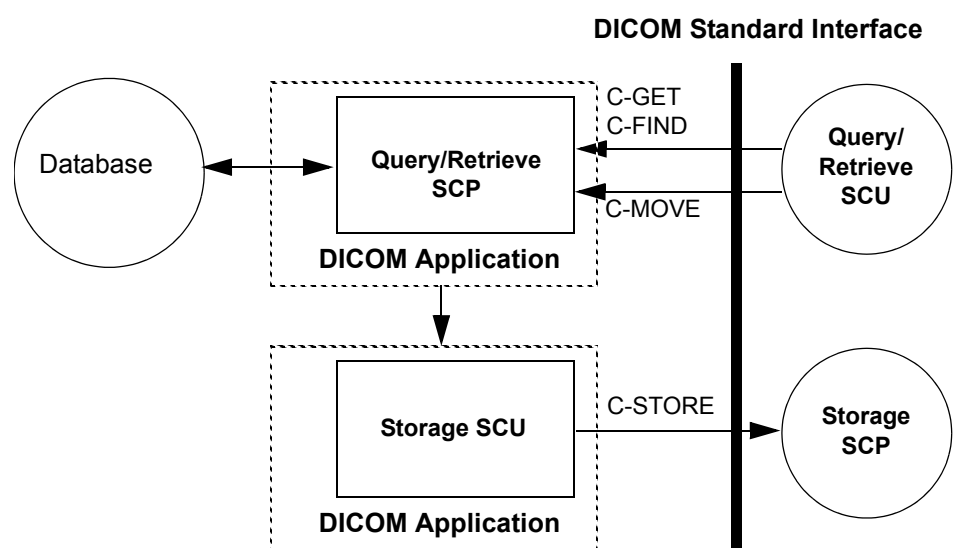 DICOM Standard Interface
C-GET
C-FIND
Database
Query/Retrieve
SCP
Query/
Retrieve
SCU
C-MOVE
DICOM Application
Storage SCU
C-STORE
Storage
SCP
DICOM Application